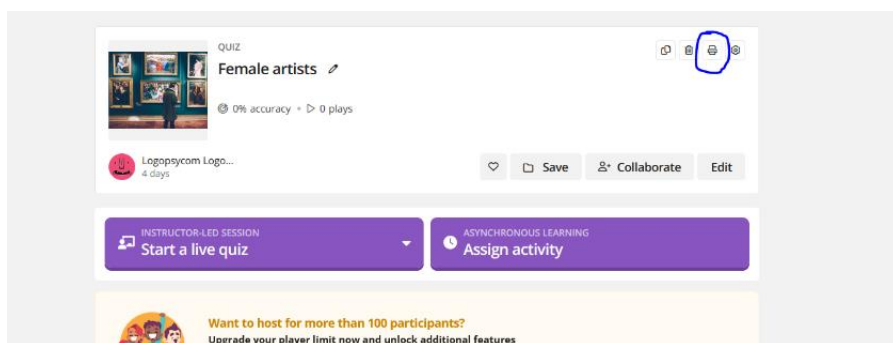 QUIZ
Female artists
0% accuracy • 0 plays
Logopsycom Logo...
4 days
Save
Collaborate
Edit
INSTRUCTOR-LED SESSION
Start a live quiz
ASYNCHRONOUS LEARNING
Assign activity
Want to host for more than 100 participants?
Upgrade your player limit now and unlock additional features